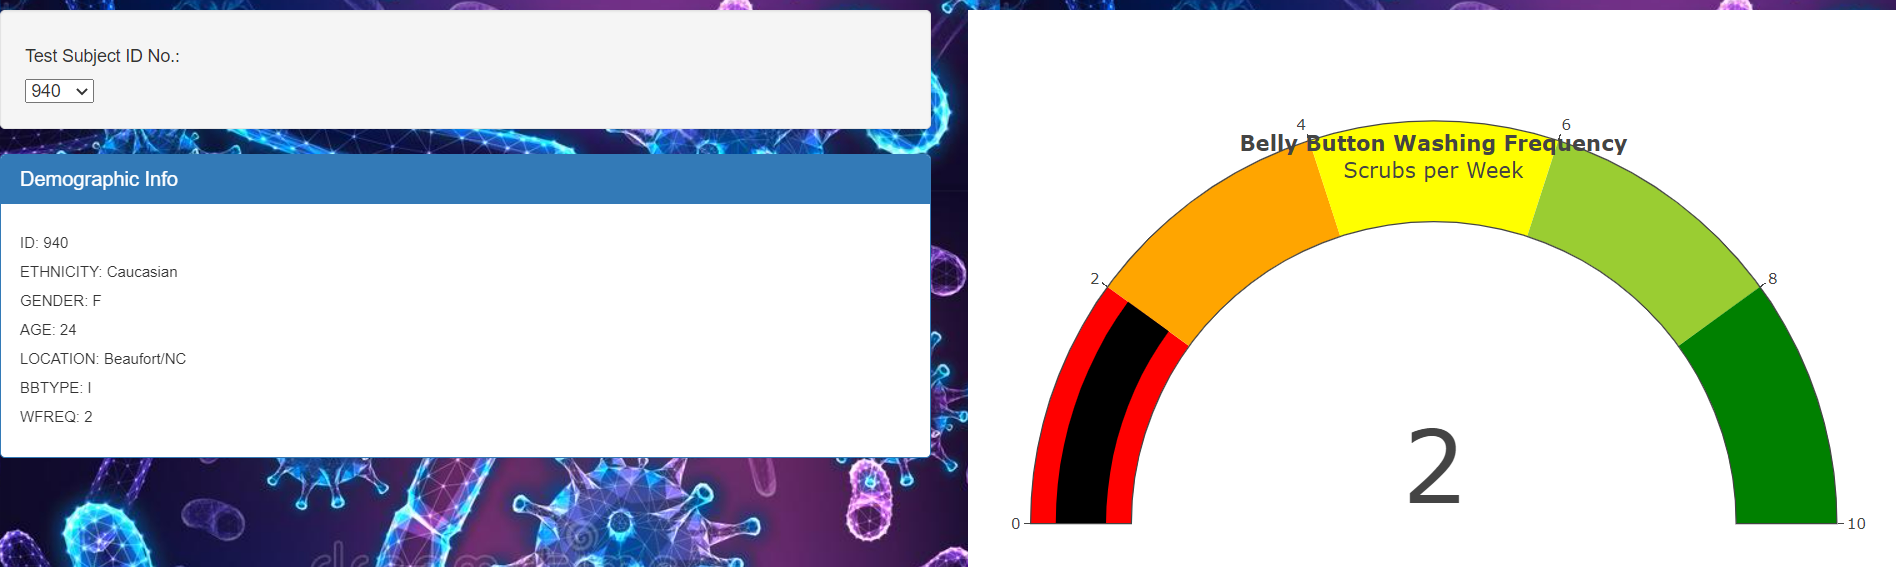 Test Subject ID No.:
940
Demographic Info
ID: 940
ETHNICITY: Caucasian
GENDER: F
AGE: 24
LOCATION: Beaufort/NC
BBTYPE: I
WFREQ: 2
Belly Button Washing Frequency
Scrubs per Week
0
2
4
6
8
10
2